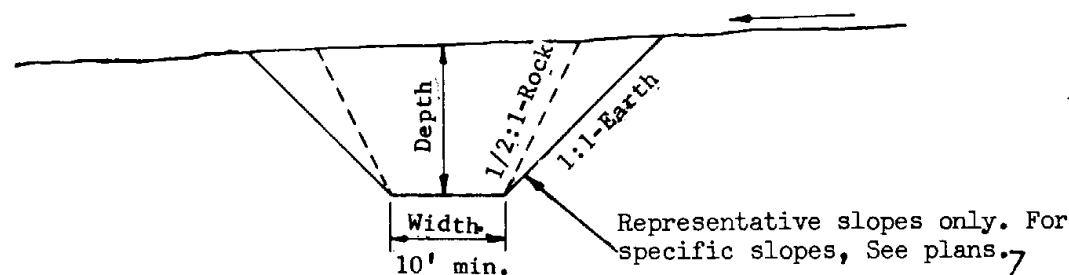 Depth
1/2:1-Rock
1:1-Earth
Width
10' min.
Representative slopes only. For
specific slopes, See plans.7